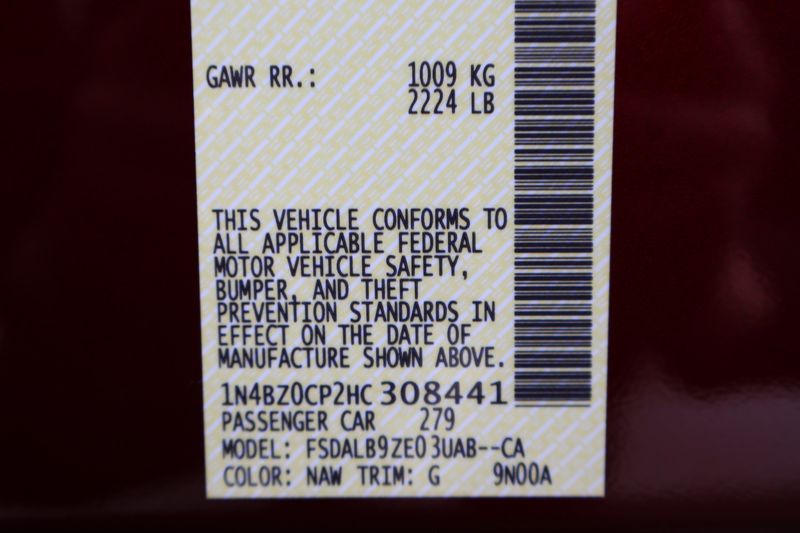 GAWR RR.: 1009 KG
2224 LB
THIS VEHICLE CONFORMS TO
ALL APPLICABLE FEDERAL
MOTOR VEHICLE SAFETY,
BUMPER, AND THEFT
PREVENTION STANDARDS IN
EFFECT ON THE DATE OF
MANUFACTURE SHOWN ABOVE.
1N4BZ0CP2HC308441
PASSENGER CAR 279
MODEL: FSDALB9ZE03UAB--CA
COLOR: NAW TRIM: G 9N00A